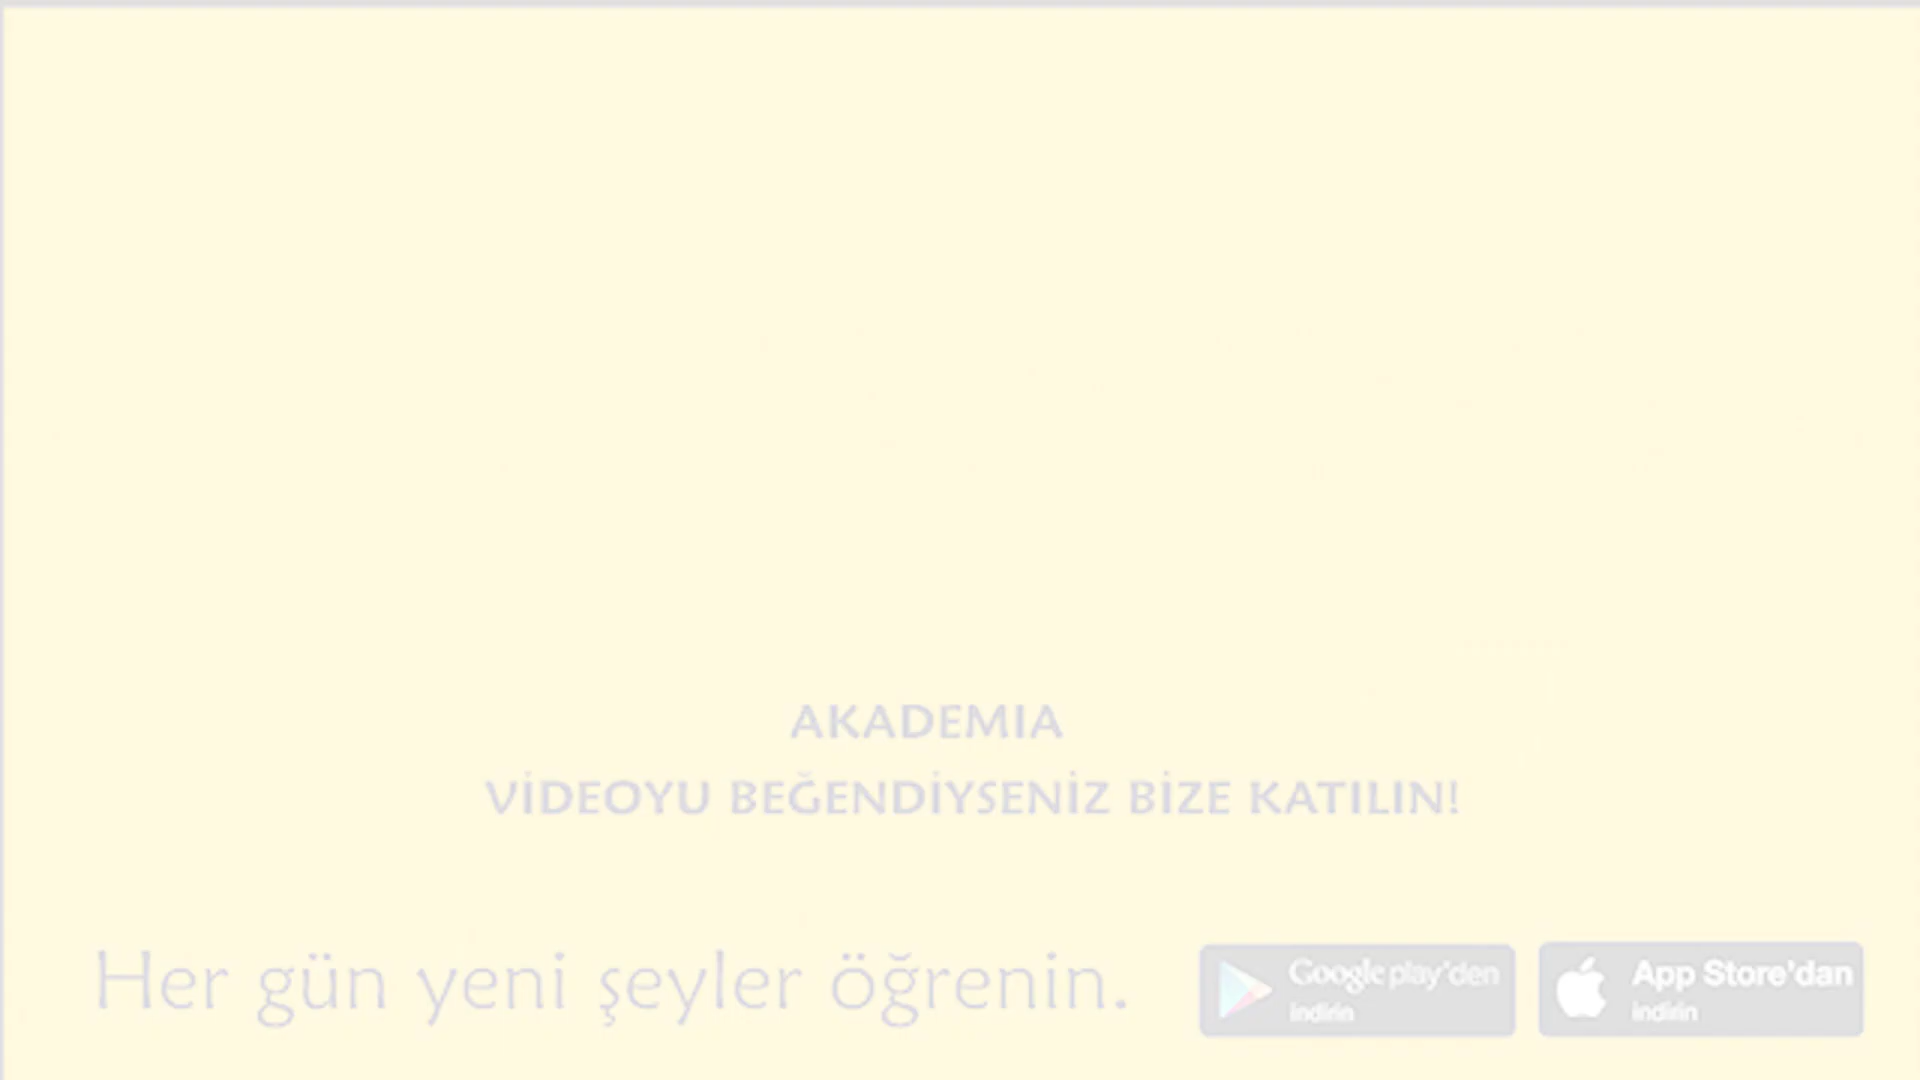 AKADEMIA
VİDEOYU BEĞENDİYSENİZ BİZE KATILIN!
Her gün yeni şeyler öğrenin.
Google play'den
indirin
App Store'dan
indirin